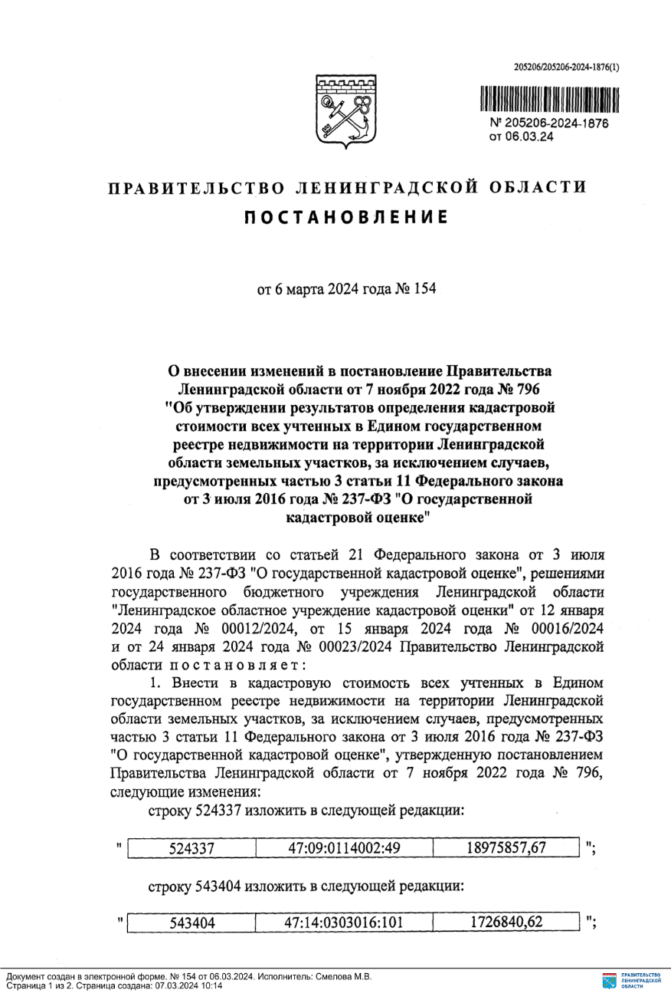 205206/205206-2024-1876(1)
№ 205206-2024-1876
от 06.03.24
ПРАВИТЕЛЬСТВО ЛЕНИНГРАДСКОЙ ОБЛАСТИ
ПОСТАНОВЛЕНИЕ
от 6 марта 2024 года № 154
О внесении изменений в постановление Правительства
Ленинградской области от 7 ноября 2022 года № 796
"Об утверждении результатов определения кадастровой
стоимости всех учтенных в Едином государственном
реестре недвижимости на территории Ленинградской
области земельных участков, за исключением случаев,
предусмотренных частью 3 статьи 11 Федерального закона
от 3 июля 2016 года № 237-ФЗ "О государственной
кадастровой оценке"
В соответствии со статьей 21 Федерального закона от 3 июля
2016 года № 237-ФЗ "О государственной кадастровой оценке", решениями
государственного бюджетного учреждения Ленинградской области
"Ленинградское областное учреждение кадастровой оценки" от 12 января
2024 года № 00012/2024, от 15 января 2024 года № 00016/2024
и от 24 января 2024 года № 00023/2024 Правительство Ленинградской
области п о с т а н о в л я е т :
1. Внести в кадастровую стоимость всех учтенных в Едином
государственном реестре недвижимости на территории Ленинградской
области земельных участков, за исключением случаев, предусмотренных
частью 3 статьи 11 Федерального закона от 3 июля 2016 года № 237-ФЗ
"О государственной кадастровой оценке", утвержденную постановлением
Правительства Ленинградской области от 7 ноября 2022 года № 796,
следующие изменения:
строку 524337 изложить в следующей редакции:
" 524337 47:09:0114002:49 18975857,67 ";
строку 543404 изложить в следующей редакции:
" 543404 47:14:0303016:101 1726840,62 ";
Документ создан в электронной форме. № 154 от 06.03.2024. Исполнитель: Смелова М.В.
Страница 1 из 2. Страница создана: 07.03.2024 10:14
ПРАВИТЕЛЬСТВО
ЛЕНИНГРАДСКОЙ
ОБЛАСТИ